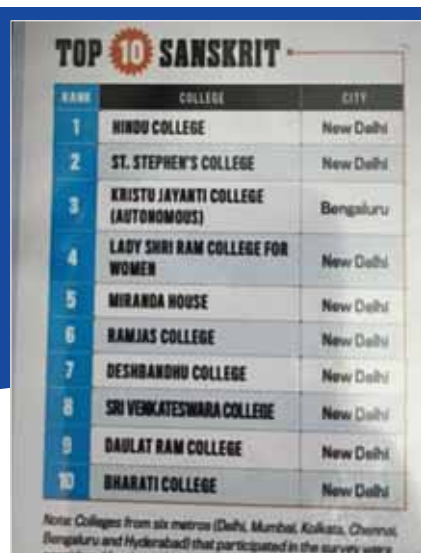 TOP 10 SANSKRIT
RANK COLLEGE CITY
1 HINDU COLLEGE New Delhi
2 ST. STEPHEN'S COLLEGE New Delhi
3 KRISTU JAYANTI COLLEGE
(AUTONOMOUS) Bengaluru
4 LADY SHRI RAM COLLEGE FOR
WOMEN New Delhi
5 MIRANDA HOUSE New Delhi
6 RAMJAS COLLEGE New Delhi
7 DESHBANDHU COLLEGE New Delhi
8 SRI VENKATESWARA COLLEGE New Delhi
9 DAULAT RAM COLLEGE New Delhi
10 BHARATI COLLEGE New Delhi
Note: Colleges from six metros (Delhi, Mumbai, Kolkata, Chennai,
Bengaluru and Hyderabad) that participated in the survey were